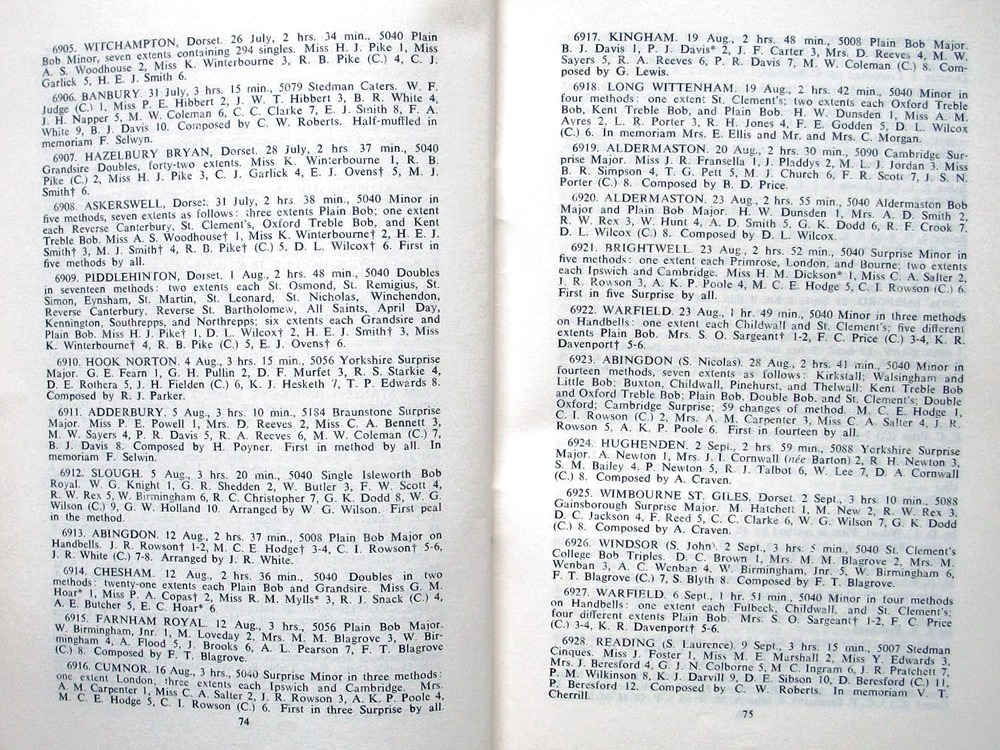 6905. WITCHAMPTON, Dorset. 26 July, 2 hrs. 34 min., 5040 Plain
Bob Minor, seven extents containing 294 singles. Miss H. J. Pike 1, Miss
A. S. Woodhouse 2, Miss K. Winterbourne 3, R. B. Pike (C.) 4, C. J.
Garlick 5, H. E. J. Smith 6.
6906. BANBURY. 31 July, 3 hrs. 15 min., 5079 Stedman Caters. W. F.
Judge (C.) 1, Miss P. E. Hibbert 2, J. W. T. Hibbert 3, B. R. White 4,
J. H. Napper 5, M. W. Coleman 6, C. C. Clarke 7, E. J. Smith 8, F. A.
White 9, B. J. Davis 10. Composed by C. W. Roberts. Half-muffled in
memoriam F. Selwyn.
6907. HAZELBURY BRYAN, Dorset. 28 July, 2 hrs. 37 min., 5040
Grandsire Doubles, forty-two extents. Miss K. Winterbourne 1, R. B.
Pike (C.) 2, Miss H. J. Pike 3, C. J. Garlick 4, E. J. Ovens† 5, M. J.
Smith† 6.
6908. ASKERSWELL, Dorset. 31 July, 2 hrs. 38 min., 5040 Minor in
five methods, seven extents as follows: three extents Plain Bob; one extent
each Reverse Canterbury, St. Clement's, Oxford Treble Bob, and Kent
Treble Bob. Miss A. S. Woodhouse† 1, Miss K. Winterbourne† 2, H. E. J.
Smith† 3, M. J. Smith† 4, R. B. Pike† (C.) 5, D. L. Wilcox† 6. First in
five methods by all.
6909. PIDDLEHINTON, Dorset. 1 Aug., 2 hrs. 48 min., 5040 Doubles
in seventeen methods: two extents each St. Osmond, St. Remigius, St.
Simon, Eynsham, St. Martin, St. Leonard, St. Nicholas, Winchendon,
Reverse Canterbury. Reverse St. Bartholomew, All Saints, April Day,
Kennington, Southrepps, and Northrepps: six extents each Grandsire and
Plain Bob. Miss H. J. Pike† 1, D. L. Wilcox† 2, H. E. J. Smith† 3, Miss
K. Winterbourne† 4, R. B. Pike (C.) 5, E. J. Ovens† 6.
6910. HOOK NORTON. 4 Aug., 3 hrs. 15 min., 5056 Yorkshire Surprise
Major. G. E. Fearn 1, G. H. Pullin 2, D. F. Murfet 3, R. S. Starkie 4,
D. E. Rothera 5, J. H. Fielden (C.) 6, K. J. Hesketh 7, T. P. Edwards 8.
Composed by R. J. Parker.
6911. ADDERBURY. 5 Aug., 3 hrs. 10 min., 5184 Braunstone Surprise
Major. Miss P. E. Powell 1, Mrs. D. Reeves 2, Miss C. A. Bennett 3,
M. W. Sayers 4, P. R. Davis 5, R. A. Reeves 6, M. W. Coleman (C.) 7,
B. J. Davis 8. Composed by H. Poyner. First in method by all. In
memoriam F. Selwin.
6912. SLOUGH. 5 Aug., 3 hrs. 20 min., 5040 Single Isleworth Bob
Royal. W. G. Knight 1, G. R. Shedden 2, W. Butler 3, F. W. Scott 4,
R. W. Rex 5, W. Birmingham 6, R. C. Christopher 7, G. K. Dodd 8, W. G.
Wilson (C.) 9, G. W. Holland 10. Arranged by W G. Wilson. First peal
in the method.
6913. ABINGDON. 12 Aug., 2 hrs. 37 min., 5008 Plain Bob Major on
Handbells. J. R. Rowson† 1-2, M. C. E. Hodge† 3-4, C. I. Rowson† 5-6,
J. R. White (C.) 7-8. Arranged by J. R. White.
6914. CHESHAM. 12 Aug., 2 hrs. 36 min., 5040 Doubles in two
methods: twenty-one extents each Plain Bob and Grandsire. Miss G. M.
Hoar* 1, Miss P. A. Copas† 2, Miss R. M. Mylls* 3, R. J. Snack (C.) 4,
A. E. Butcher 5, E. C. Hoar* 6
6915. FARNHAM ROYAL. 12 Aug., 3 hrs., 5056 Plain Bob Major.
W. Birmingham, Jnr. 1, M. Loveday 2, Mrs. M. M. Blagrove 3, W. Bir-
mingham 4, A. Flood 5, J. Brooks 6, A. L. Pearson 7, F. T. Blagrove
(C.) 8. Composed by F. T. Blagrove.
6916. CUMNOR. 16 Aug., 3 hrs., 5040 Surprise Minor in three methods:
one extent London, three extents each Ipswich and Cambridge. Mrs.
A. M. Carpenter 1, Miss C. A. Salter 2, J. R. Rowson 3, A. K. P. Poole 4,
M. C. E. Hodge 5, C. I. Rowson (C.) 6. First in three Surprise by all.
74
6917. KINGHAM. 19 Aug., 2 hrs. 48 min., 5008 Plain Bob Major.
B. J. Davis 1, P. J. Davis* 2, J. F. Carter 3, Mrs. D. Reeves 4, M. W.
Sayers 5, R. A. Reeves 6, P. R. Davis 7, M. W. Coleman (C.) 8. Com-
posed by G. Lewis.
6918. LONG WITTENHAM. 19 Aug., 2 hrs. 42 min., 5040 Minor in
four methods: one extent St. Clement's; two extents each Oxford Treble
Bob, Kent Treble Bob, and Plain Bob. H. W. Dunsden 1, Miss A. M.
Ayres 2, L. R. Porter 3, R. H. Jones 4, F. E. Godden 5, D. L. Wilcox
(C.) 6. In memoriam Mrs. E. Ellis and Mr. and Mrs. C. Morgan.
6919. ALDERMASTON. 20 Aug., 2 hrs. 30 min., 5090 Cambridge Sur-
prise Major. Miss J. R. Fransella 1, J. Pladdys 2, M. L. J. Jordan 3. Miss
B. R. Simpson 4, T. G. Pett 5, M. J. Church 6, F. R. Scott 7, J. S. N.
Porter (C.) 8. Composed by B. D. Price.
6920. ALDERMASTON. 23 Aug., 2 hrs. 55 min., 5040 Aldermaston Bob
Major and Plain Bob Major. H. W. Dunsden 1, Mrs. A. D. Smith 2,
R. W. Rex 3, W. Hunt 4, A. D. Smith 5, G. K. Dodd 6, R. F. Crook 7,
D. L. Wilcox (C.) 8. Composed by D. L. Wilcox.
6921. BRIGHTWELL. 23 Aug., 2 hrs. 52 min., 5040 Surprise Minor in
five methods: one extent each Primrose, London, and Bourne; two extents
each Ipswich and Cambridge. Miss H. M. Dickson* 1, Miss C. A. Salter 2,
J. R. Rowson 3, A. K. P. Poole 4, M. C. E. Hodge 5, C. I. Rowson (C.) 6.
First in five Surprise by all.
6922. WARFIELD. 23 Aug., 1 hr. 49 min., 5040 Minor in three methods
on Handbells: one extent each Childwall and St. Clement's; five different
extents Plain Bob. Mrs. S. O. Sargeant† 1-2, F. C. Price (C.) 3-4, K. R.
Davenport† 5-6.
6923. ABINGDON (S. Nicolas). 28 Aug., 2 hrs. 41 min., 5040 Minor in
fourteen methods, seven extents as follows: Kirkstall; Walsingham and
Little Bob; Buxton, Childwall, Pinehurst, and Thelwall; Kent Treble Bob
and Oxford Treble Bob; Plain Bob, Double Bob, and St. Clement's; Double
Oxford; Cambridge Surprise; 59 changes of method. M. C. E. Hodge 1,
C. I. Rowson (C.) 2, Mrs. A. M. Carpenter 3, Miss C. A. Salter 4, J. R.
Rowson 5, A. K. P. Poole 6. First in fourteen by all.
6924. HUGHENDEN. 2 Sept., 2 hrs. 59 min., 5088 Yorkshire Surprise
Major. A. Newton 1, Mrs. J. I. Cornwall (née Barton) 2, R. H. Newton 3,
S. M. Bailey 4, P. Newton 5, R. J. Talbot 6, W. Lee 7, D. A. Cornwall
(C.) 8. Composed by A. Craven.
6925. WIMBOURNE ST. GILES, Dorset. 2 Sept., 3 hrs. 10 min., 5088
Gainsborough Surprise Major. M. Hatchett 1, M. New 2, R. W. Rex 3,
D. C. Jackson 4, F. Reed 5, C. C. Clarke 6, W. G. Wilson 7, G. K. Dodd
(C.) 8. Composed by A. Craven.
6926. WINDSOR (S. John). 2 Sept., 3 hrs. 5 min., 5040 St. Clement's
College Bob Triples. D. C. Brown 1, Mrs. M. M. Blagrove 2, Mrs. M.
Wenban 3, A. C. Wenban 4, W. Birmingham, Jnr. 5, W. Birmingham 6,
F. T. Blagrove (C.) 7, S. Blyth 8. Composed by F. T. Blagrove.
6927. WARFIELD. 6 Sept., 1 hr. 51 min., 5040 Minor in four methods
on Handbells: one extent each Fulbeck, Childwall, and St. Clement's;
four different extents Plain Bob. Mrs. S. O. Sargeant† 1-2, F. C. Price
(C.) 3-4, K. R. Davenport† 5-6.
6928. READING (S. Laurence). 9 Sept., 3 hrs. 15 min., 5007 Stedman
Cinques. Miss J. Foster 1, Miss M. E. Marshall 2, Miss Y. Edwards 3,
Mrs. J. Beresford 4, G. J. N. Colborne 5, M. C. Ingram 6, J. R. Pratchett 7,
P. M. Wilkinson 8, K. J. Darvill 9, D. E. Sibson 10, D. Beresford (C.) 11,
P. Beresford 12. Composed by C. W. Roberts. In memoriam V. T.
Cherrill.
75